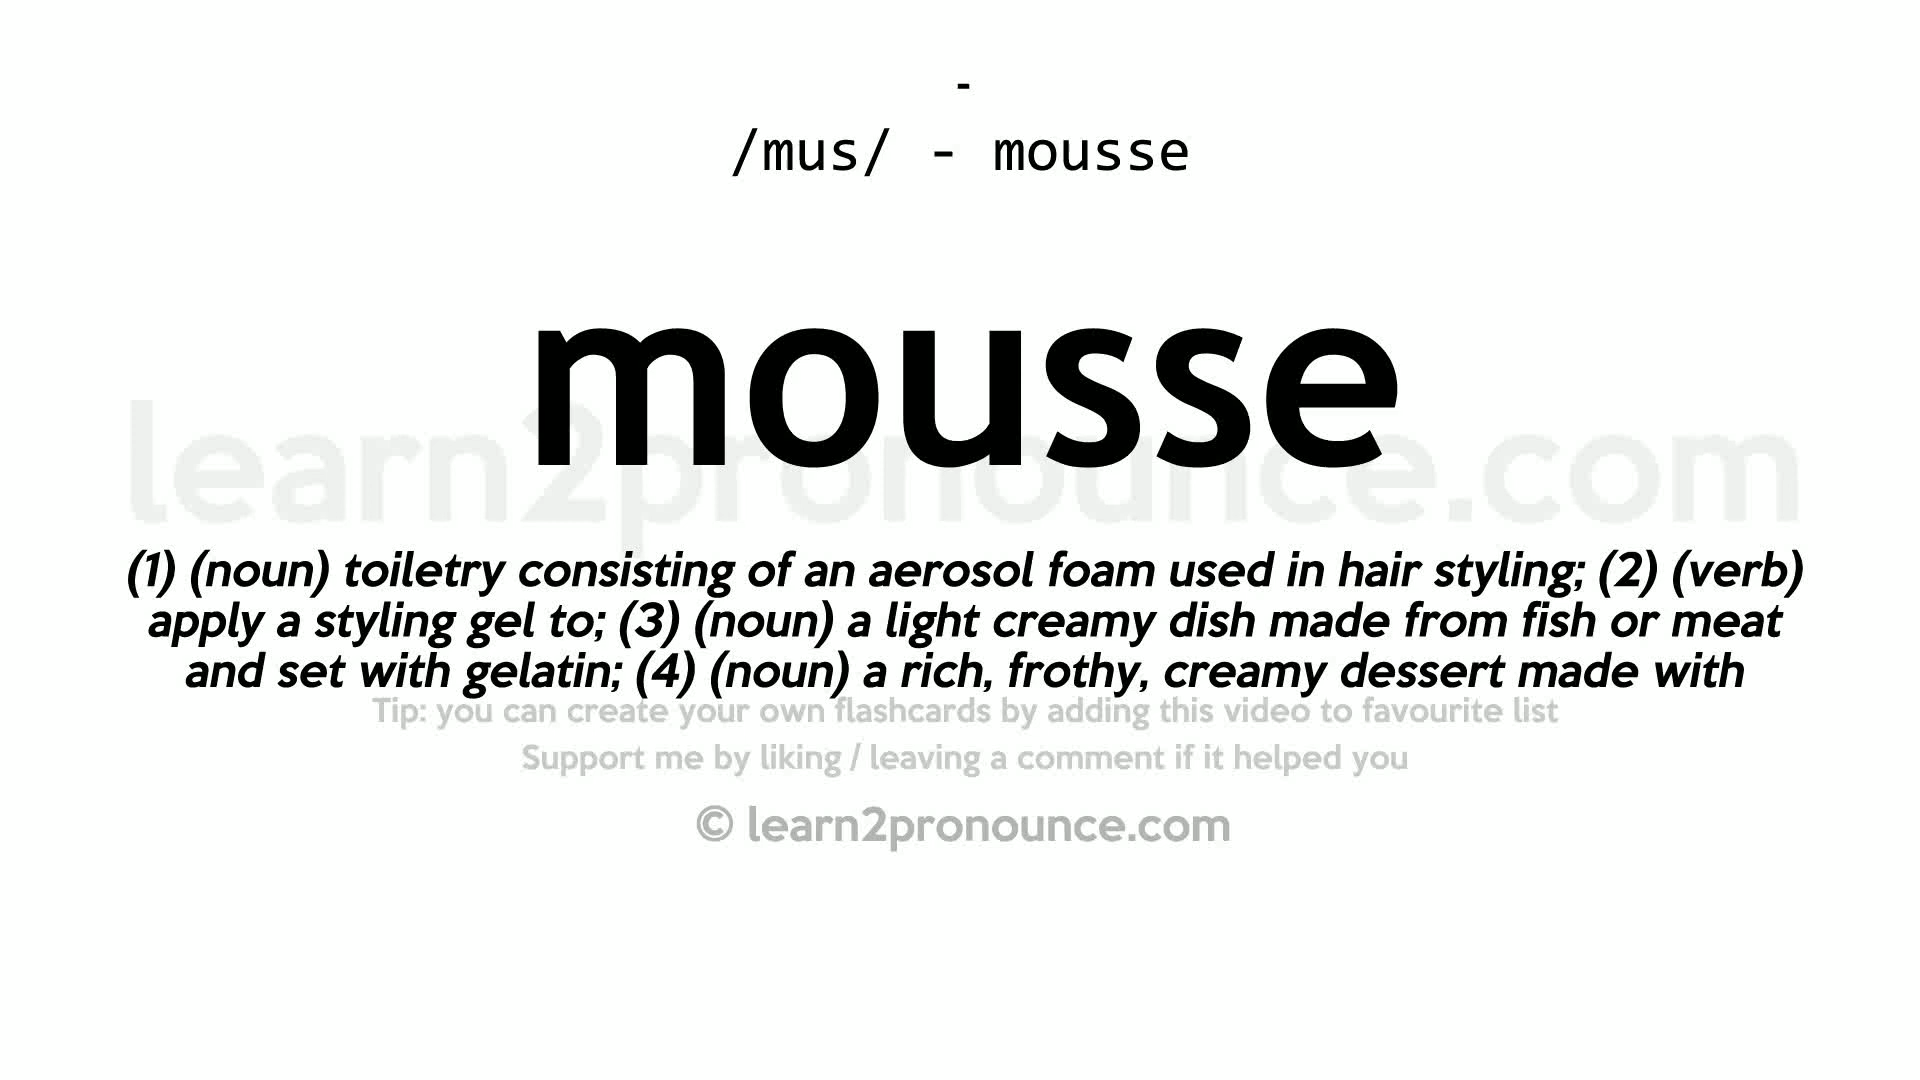 -
/mus/ - mousse
mousse
learn2pronounce.com
(1) (noun) toiletry consisting of an aerosol foam used in hair styling; (2) (verb)
apply a styling gel to; (3) (noun) a light creamy dish made from fish or meat
and set with gelatin; (4) (noun) a rich, frothy, creamy dessert made with
Tip: you can create your own flashcards by adding this video to favourite list
Support me by liking / leaving a comment if it helped you
© learn2pronounce.com